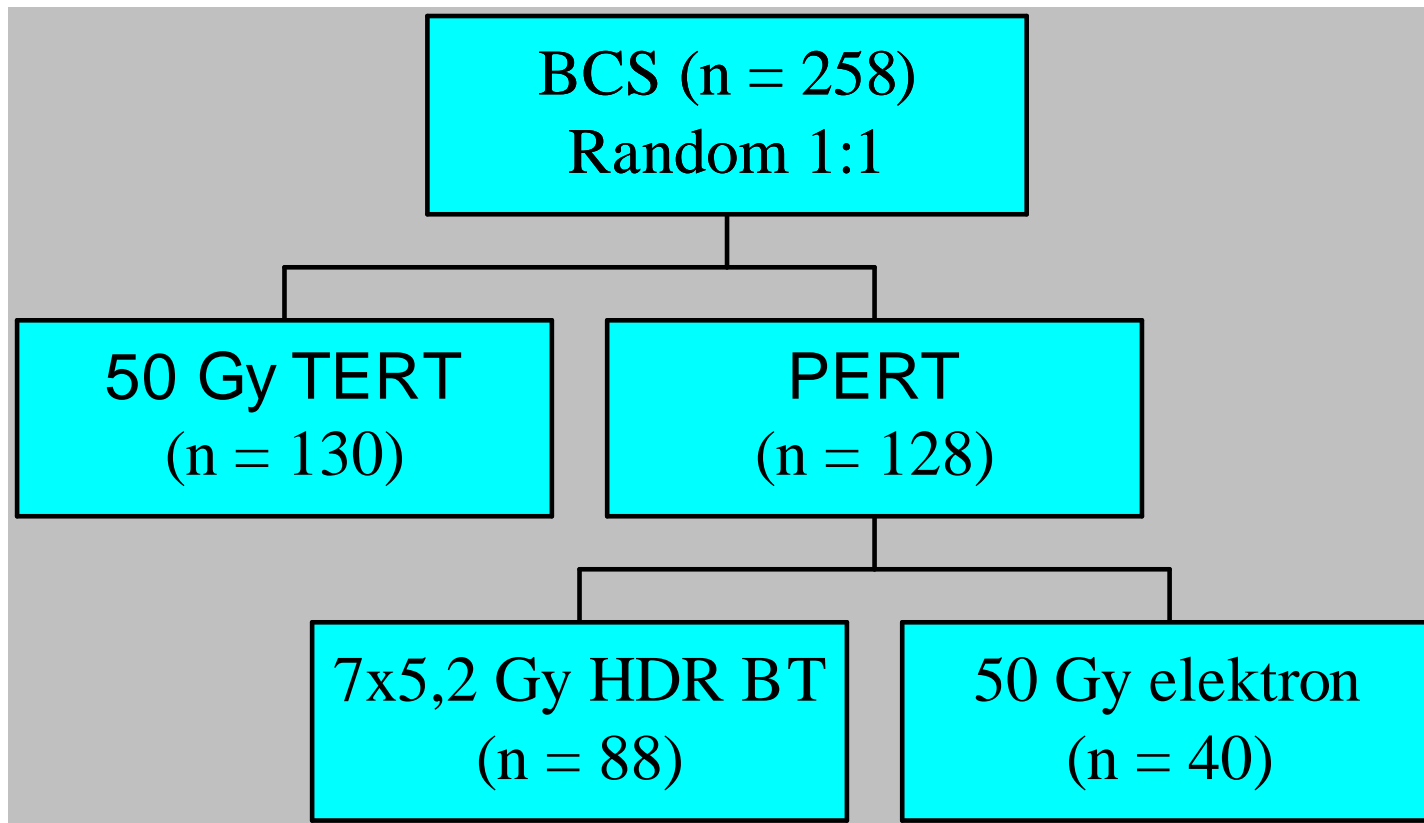 BCS (n = 258)
Random 1:1
50 Gy TERT
(n = 130)
PERT
(n = 128)
7x5,2 Gy HDR BT
(n = 88)
50 Gy elektron
(n = 40)